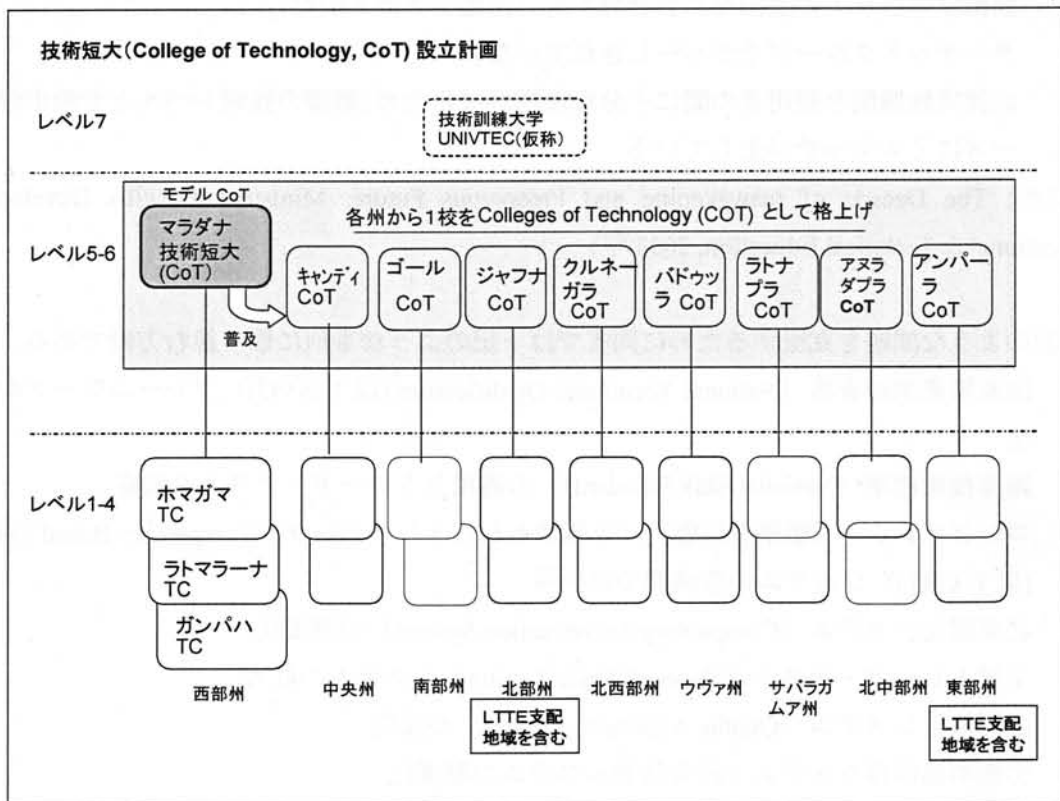 技術短大(College of Technology, CoT) 設立計画
レベル7
技術訓練大学
UNIVTEC(仮称)
モデル CoT
各州から1校をColleges of Technology (COT) として格上げ
レベル5-6
マラダナ
技術短大
(CoT)
普及
キャンディ
CoT
ゴール
CoT
ジャフナ
CoT
クルネー
ガラ
CoT
バドゥッ
ラ CoT
ラトナー
プラ
CoT
アヌラ
ダプラ
CoT
アンパー
ラ
CoT
レベル1-4
ホマガマ
TC
ラトマラーナ
TC
ガンパハ
TC
西部州
中央州
南部州
北部州
北西部州
ウヴァ州
サバラガ
ムア州
北中部州
東部州
LTTE支配
地域を含む
LTTE支配
地域を含む